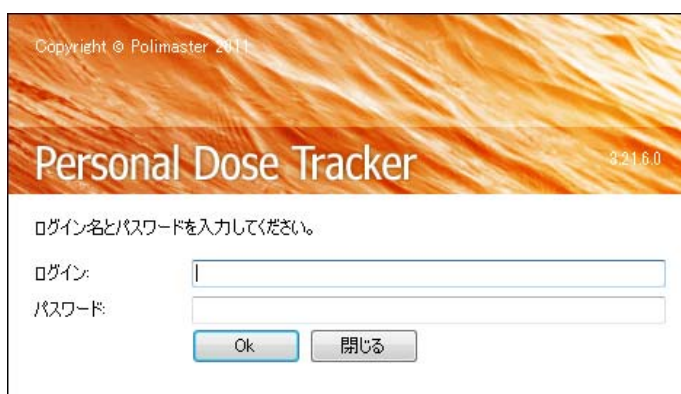 Copyright © Polimaster 2011
Personal Dose Tracker
3.21.6.0
ログイン名とパスワードを入力してください。
ログイン:
パスワード:
Ok
閉じる